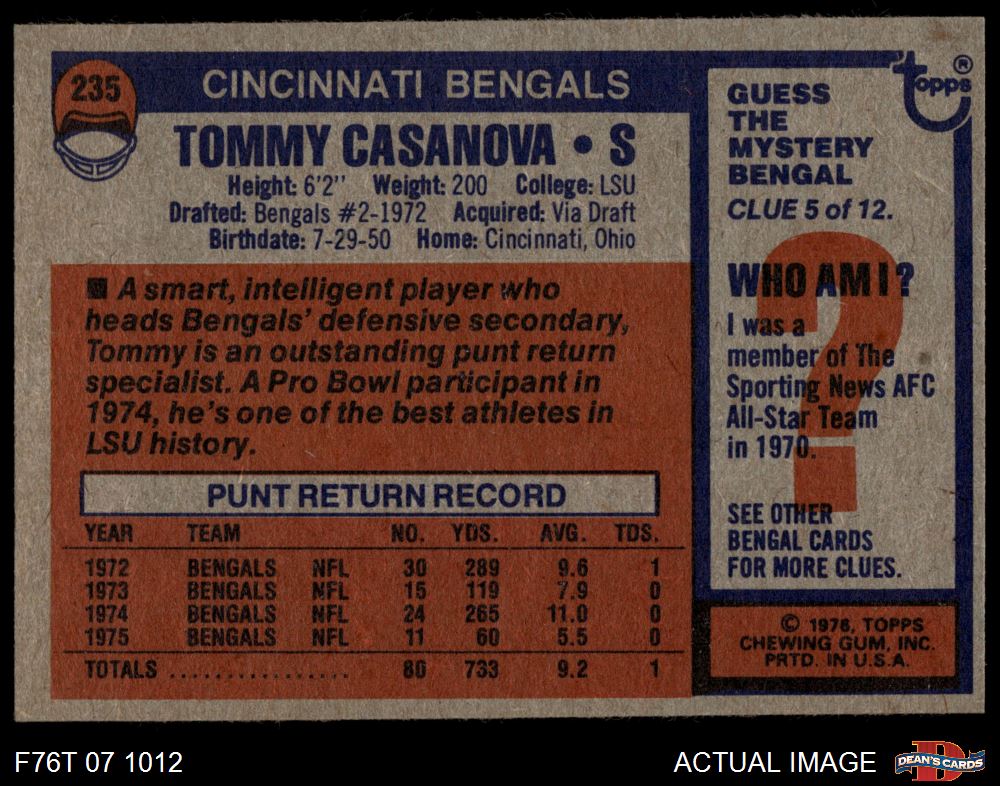 235
CINCINNATI BENGALS
TOMMY CASANOVA • S
Height: 6'2'' Weight: 200 College: LSU
Drafted: Bengals #2-1972 Acquired: Via Draft
Birthdate: 7-29-50 Home: Cincinnati, Ohio
■ A smart, intelligent player who
heads Bengals' defensive secondary,
Tommy is an outstanding punt return
specialist. A Pro Bowl participant in
1974, he's one of the best athletes in
LSU history.
PUNT RETURN RECORD
YEAR TEAM NO. YDS. AVG. TDS.
1972 BENGALS NFL 30 289 9.6 1
1973 BENGALS NFL 15 119 7.9 0
1974 BENGALS NFL 24 265 11.0 0
1975 BENGALS NFL 11 60 5.5 0
TOTALS .................. 80 733 9.2 1
Topps ®
GUESS
THE
MYSTERY
BENGAL
CLUE 5 of 12.
?
WHO AM I?
I was a
member of The
Sporting News AFC
All-Star Team
in 1970.
SEE OTHER
BENGAL CARDS
FOR MORE CLUES.
© 1976, TOPPS
CHEWING GUM, INC.
PRTD. IN U.S.A.
F76T 07 1012
ACTUAL IMAGE
D
DEAN'S CARDS